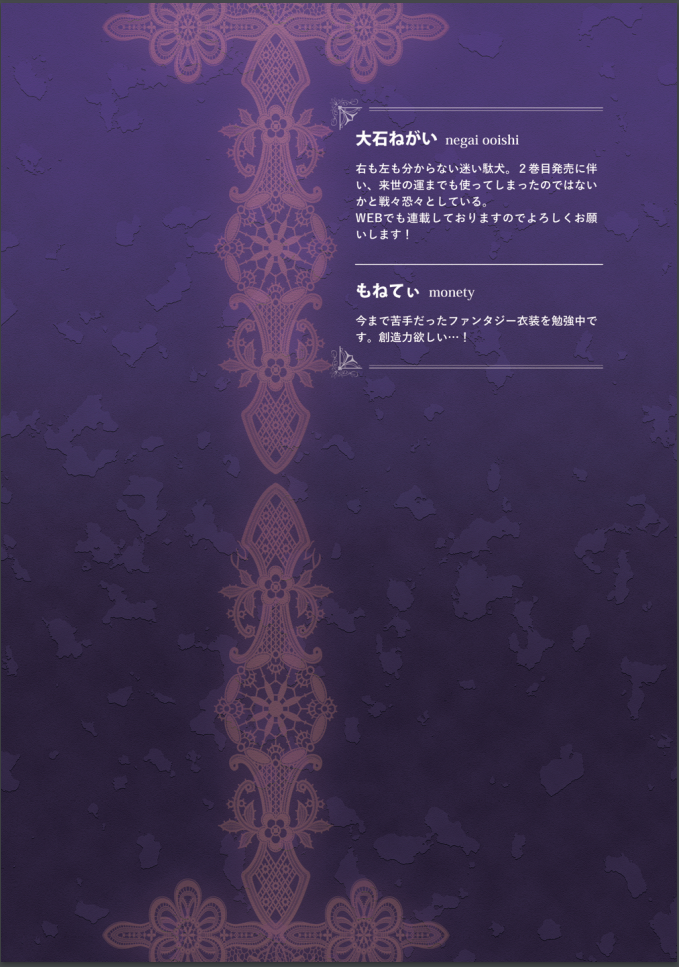 大石ねがい negai ooishi
右も左も分からない迷い駄犬。２巻目発売に伴
い、来世の運までも使ってしまったのではない
かと戦々恐々としている。
WEBでも連載しておりますのでよろしくお願
いします！
もねてぃ monety
今まで苦手だったファンタジー衣装を勉強中で
す。創造力欲しい…！